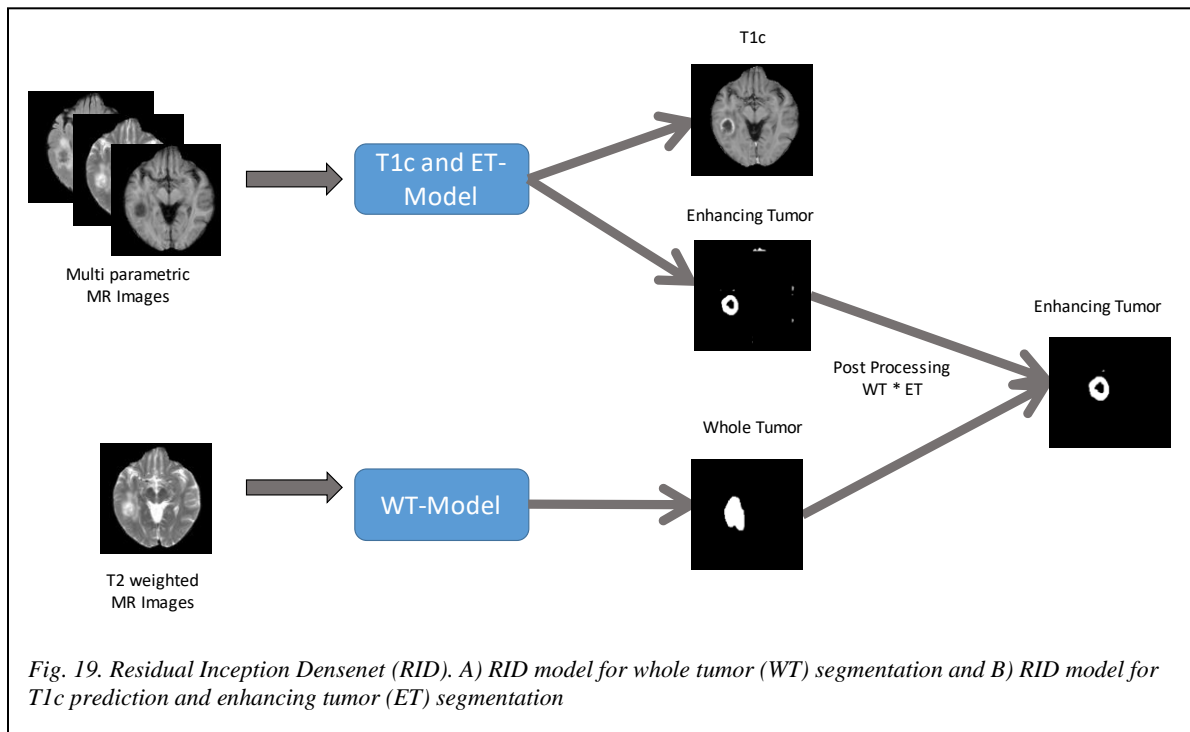 T1c
T1c and ET-
Model
Multi parametric
MR Images
Enhancing Tumor
Enhancing Tumor
Post Processing
WT * ET
Whole Tumor
WT-Model
T2 weighted
MR Images
Fig. 19. Residual Inception Densenet (RID). A) RID model for whole tumor (WT) segmentation and B) RID model for
T1c prediction and enhancing tumor (ET) segmentation